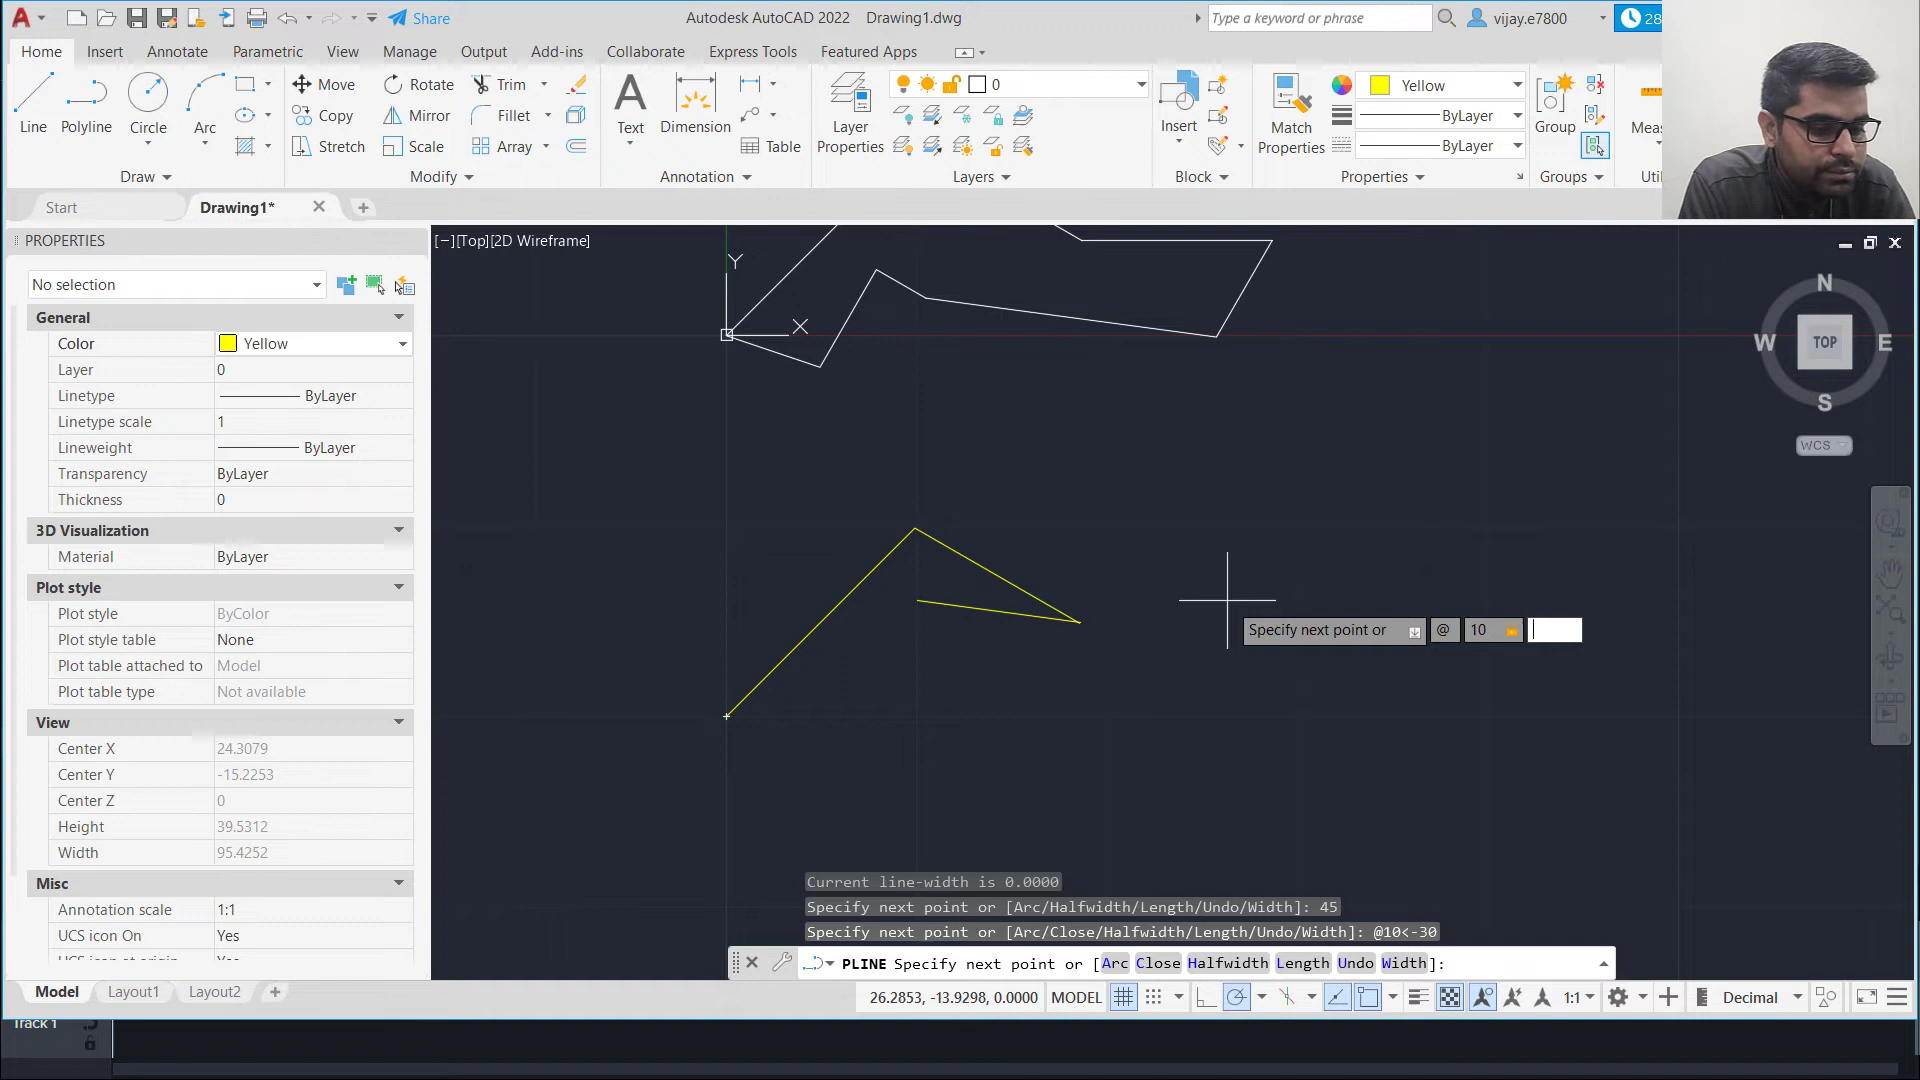 Share
Autodesk AutoCAD 2022 Drawing1.dwg
Type a keyword or phrase
vijay.e7800
28
Home Insert Annotate Parametric View Manage Output Add-ins Collaborate Express Tools Featured Apps
Line Polyline Circle Arc
Move Rotate Trim
Copy Mirror Fillet
Stretch Scale Array
Text Dimension Table
Layer Properties
0
Insert
Match Properties
Yellow
ByLayer
ByLayer
Group
Meas
Draw Modify Annotation Layers Block Properties Groups Util
Start Drawing1*
PROPERTIES
[−][Top][2D Wireframe]
No selection
General
Color Yellow
Layer 0
Linetype ByLayer
Linetype scale 1
Lineweight ByLayer
Transparency ByLayer
Thickness 0
3D Visualization
Material ByLayer
Plot style
Plot style ByColor
Plot style table None
Plot table attached to Model
Plot table type Not available
View
Center X 24.3079
Center Y -15.2253
Center Z 0
Height 39.5312
Width 95.4252
Misc
Annotation scale 1:1
UCS icon On Yes
Y
X
N
W TOP E
S
WCS
Specify next point or @ 10
Current line-width is 0.0000
Specify next point or [Arc/Halfwidth/Length/Undo/Width]: 45
Specify next point or [Arc/Close/Halfwidth/Length/Undo/Width]: @10<-30
PLINE Specify next point or [Arc Close Halfwidth Length Undo Width]:
Model Layout1 Layout2
26.2853, -13.9298, 0.0000 MODEL
1:1
Decimal
Track 1